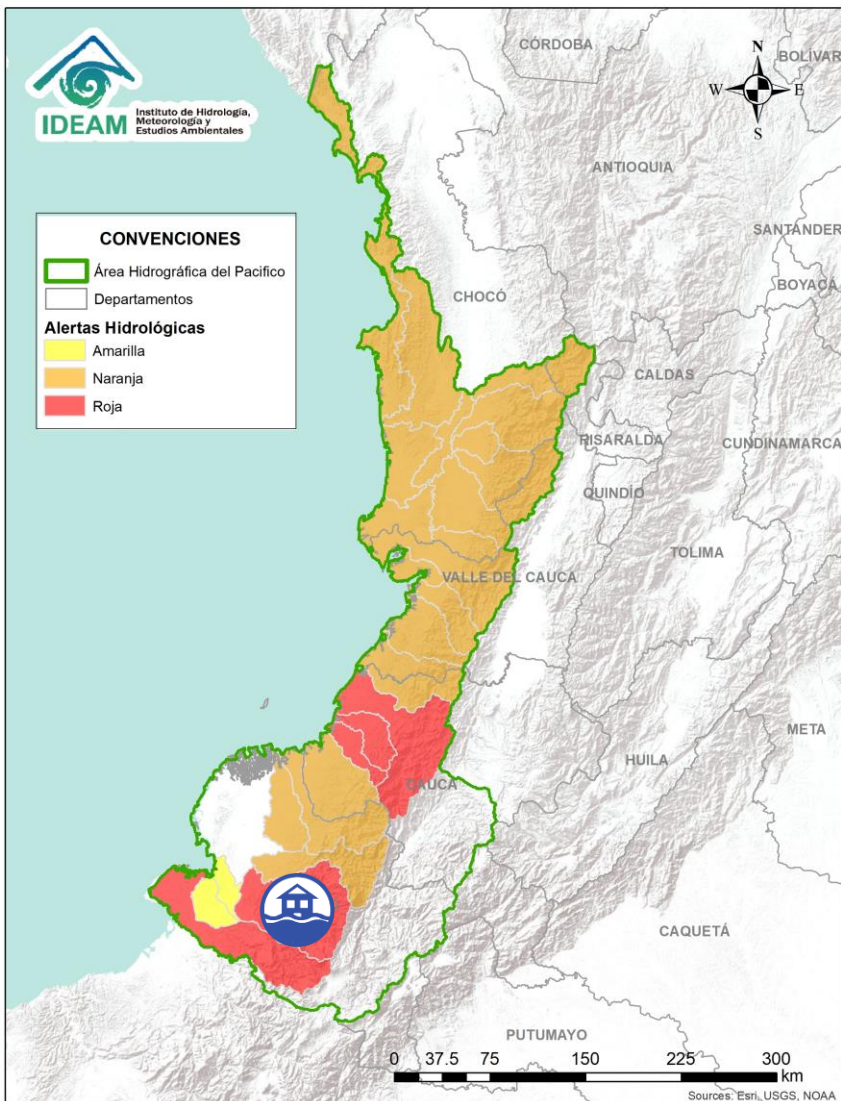 IDEAM
Instituto de Hidrología,
Meteorología y
Estudios Ambientales
CÓRDOBA
BOLÍVAR
N
W
E
S
ANTIOQUIA
SANTANDER
BOYACÁ
CHOCÓ
CONVENCIONES
Área Hidrográfica del Pacifico
Departamentos
Alertas Hidrológicas
Amarilla
Naranja
Roja
CALDAS
RISARALDA
CUNDINAMARCA
QUINDÍO
TOLIMA
VALLE DEL CAUCA
META
HUILA
CAUCA
CAQUETÁ
PUTUMAYO
0 37.5 75 150 225 300
km
Sources: Esri, USGS, NOAA